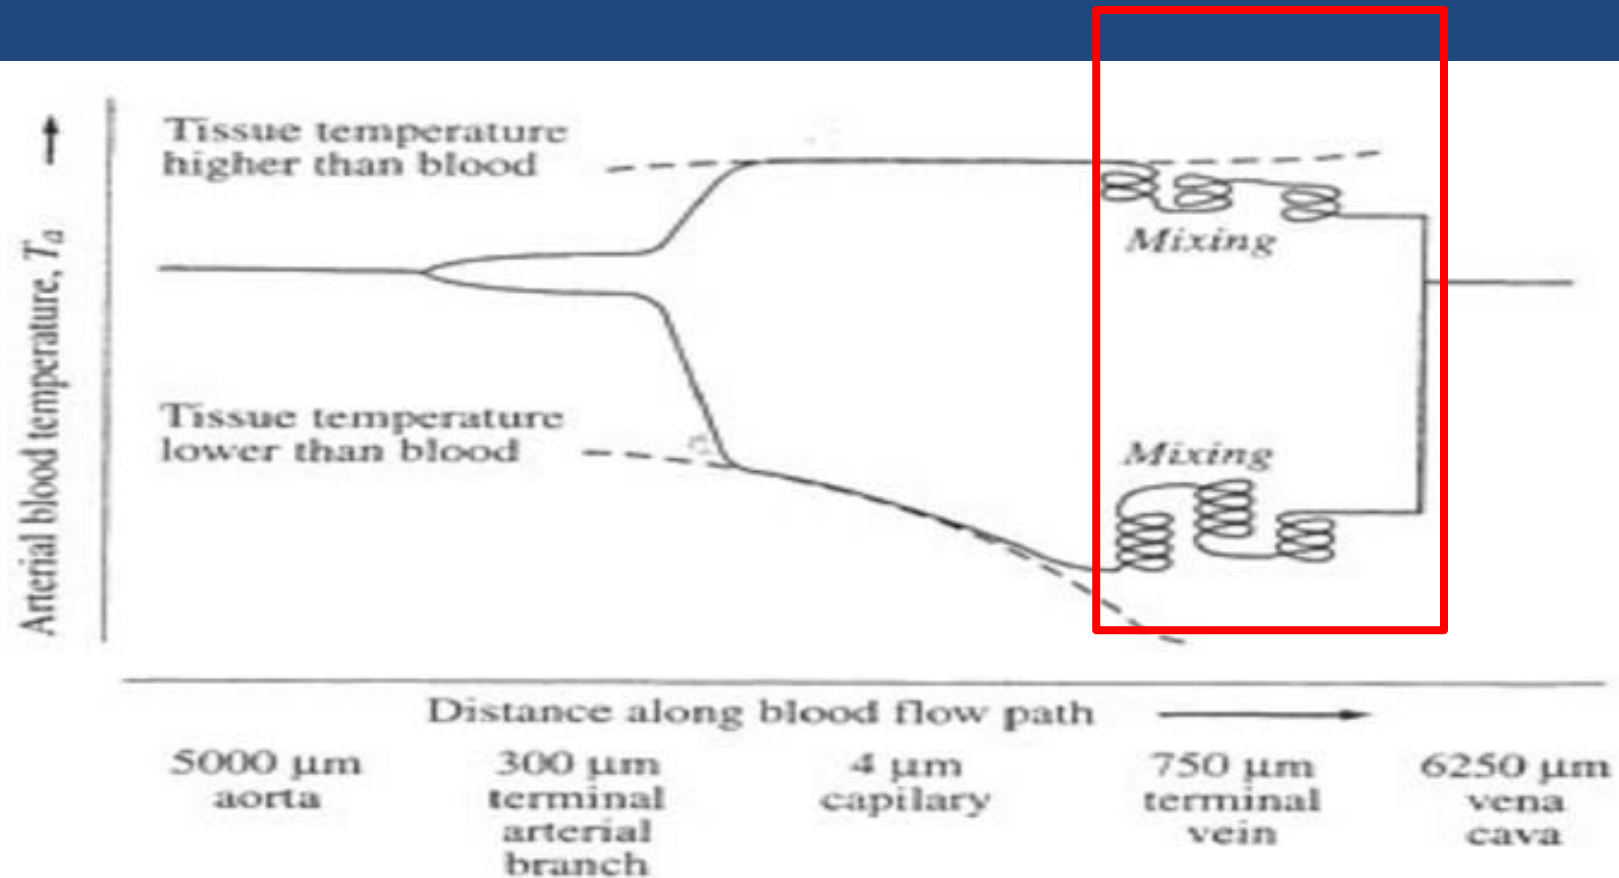 Tissue temperature
higher than blood
Mixing
Arterial blood temperature, Ta
Tissue temperature
lower than blood
Mixing
Distance along blood flow path
5000 μm
aorta
300 μm
terminal
arterial
branch
4 μm
capilary
750 μm
terminal
vein
6250 μm
vena
cava